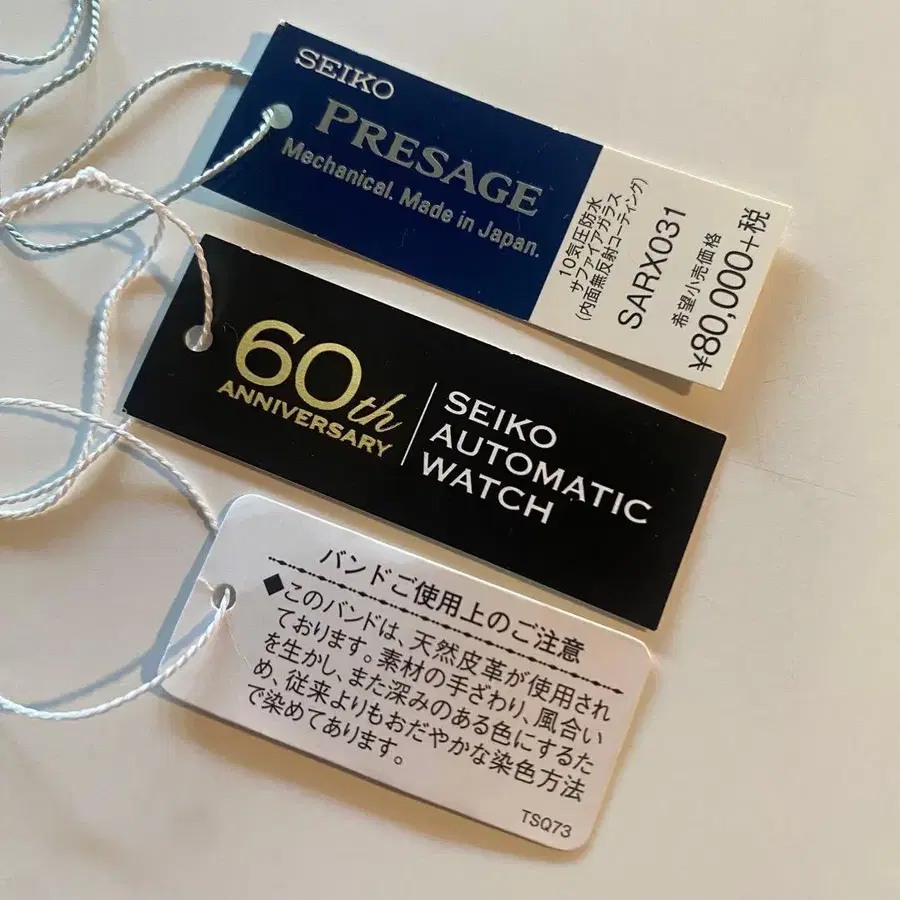 SEIKO
PRESAGE
Mechanical. Made in Japan.
10気圧防水
サファイアガラス
(内面無反射コーティング)
SARX031
希望小売価格
¥80,000+税
60th
ANNIVERSARY
SEIKO
AUTOMATIC
WATCH
バンドご使用上のご注意
◆このバンドは、天然皮革が使用され
ております。素材の手ざわり、風合い
を生かし、また深みのある色にするた
め、従来よりもおだやかな染色方法
で染めてあります。
TSQ73